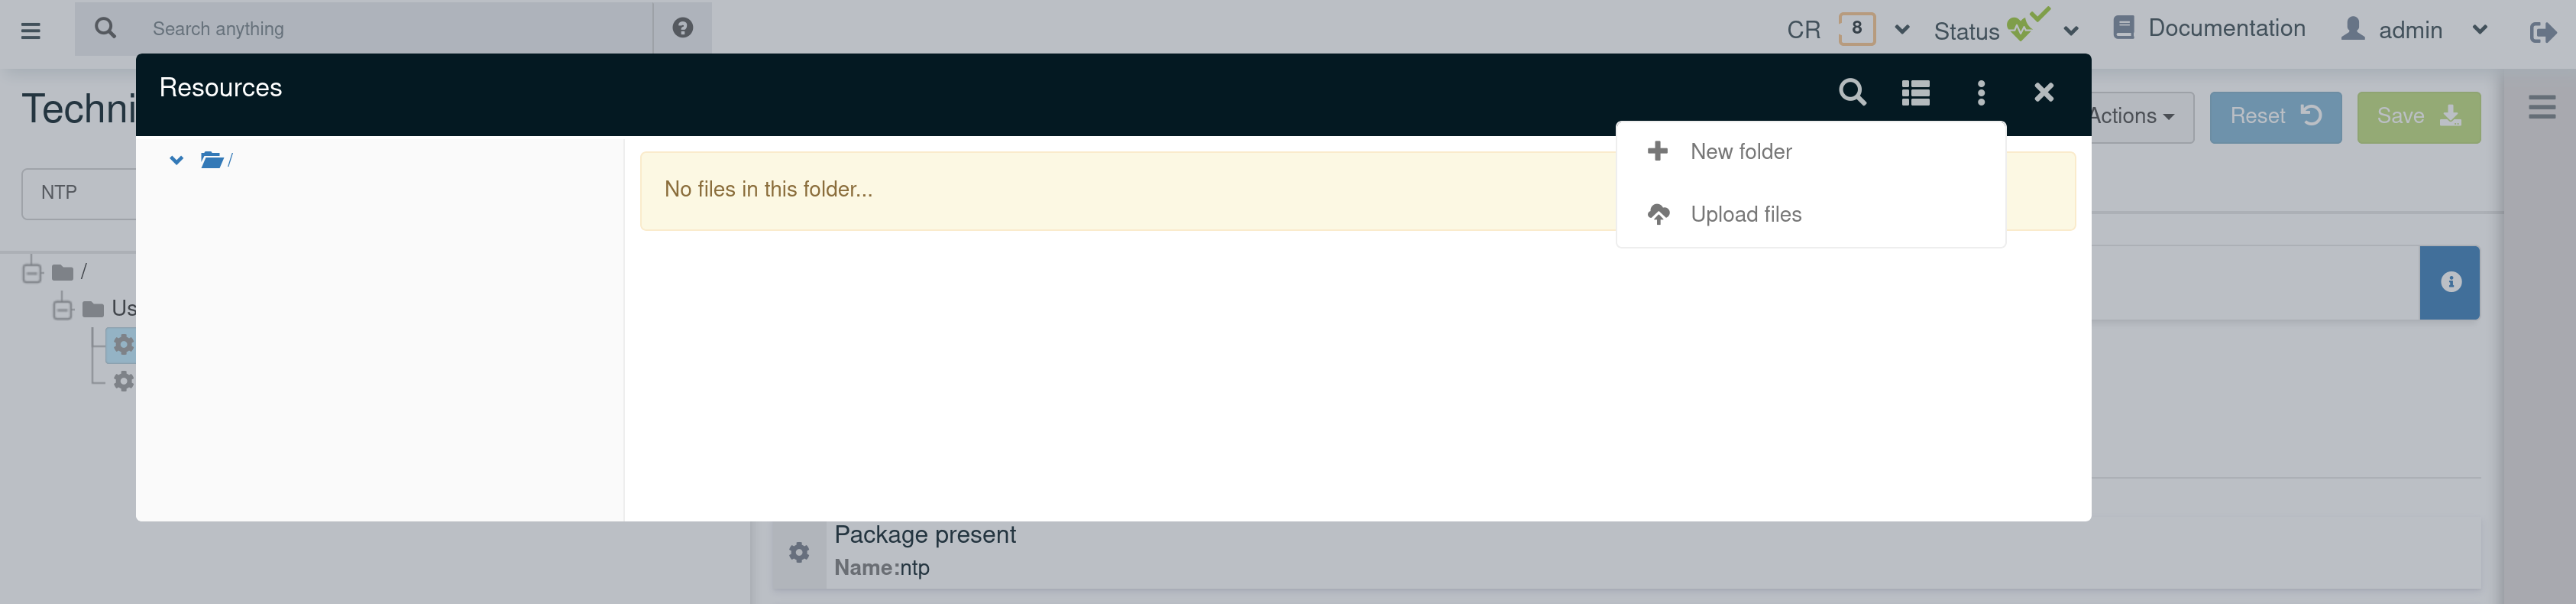 Search anything
CR 8 Status Documentation admin
Resources
Techni
Actions Reset Save
New folder
/
No files in this folder...
NTP
Upload files
/
Us
Package present
Name:ntp